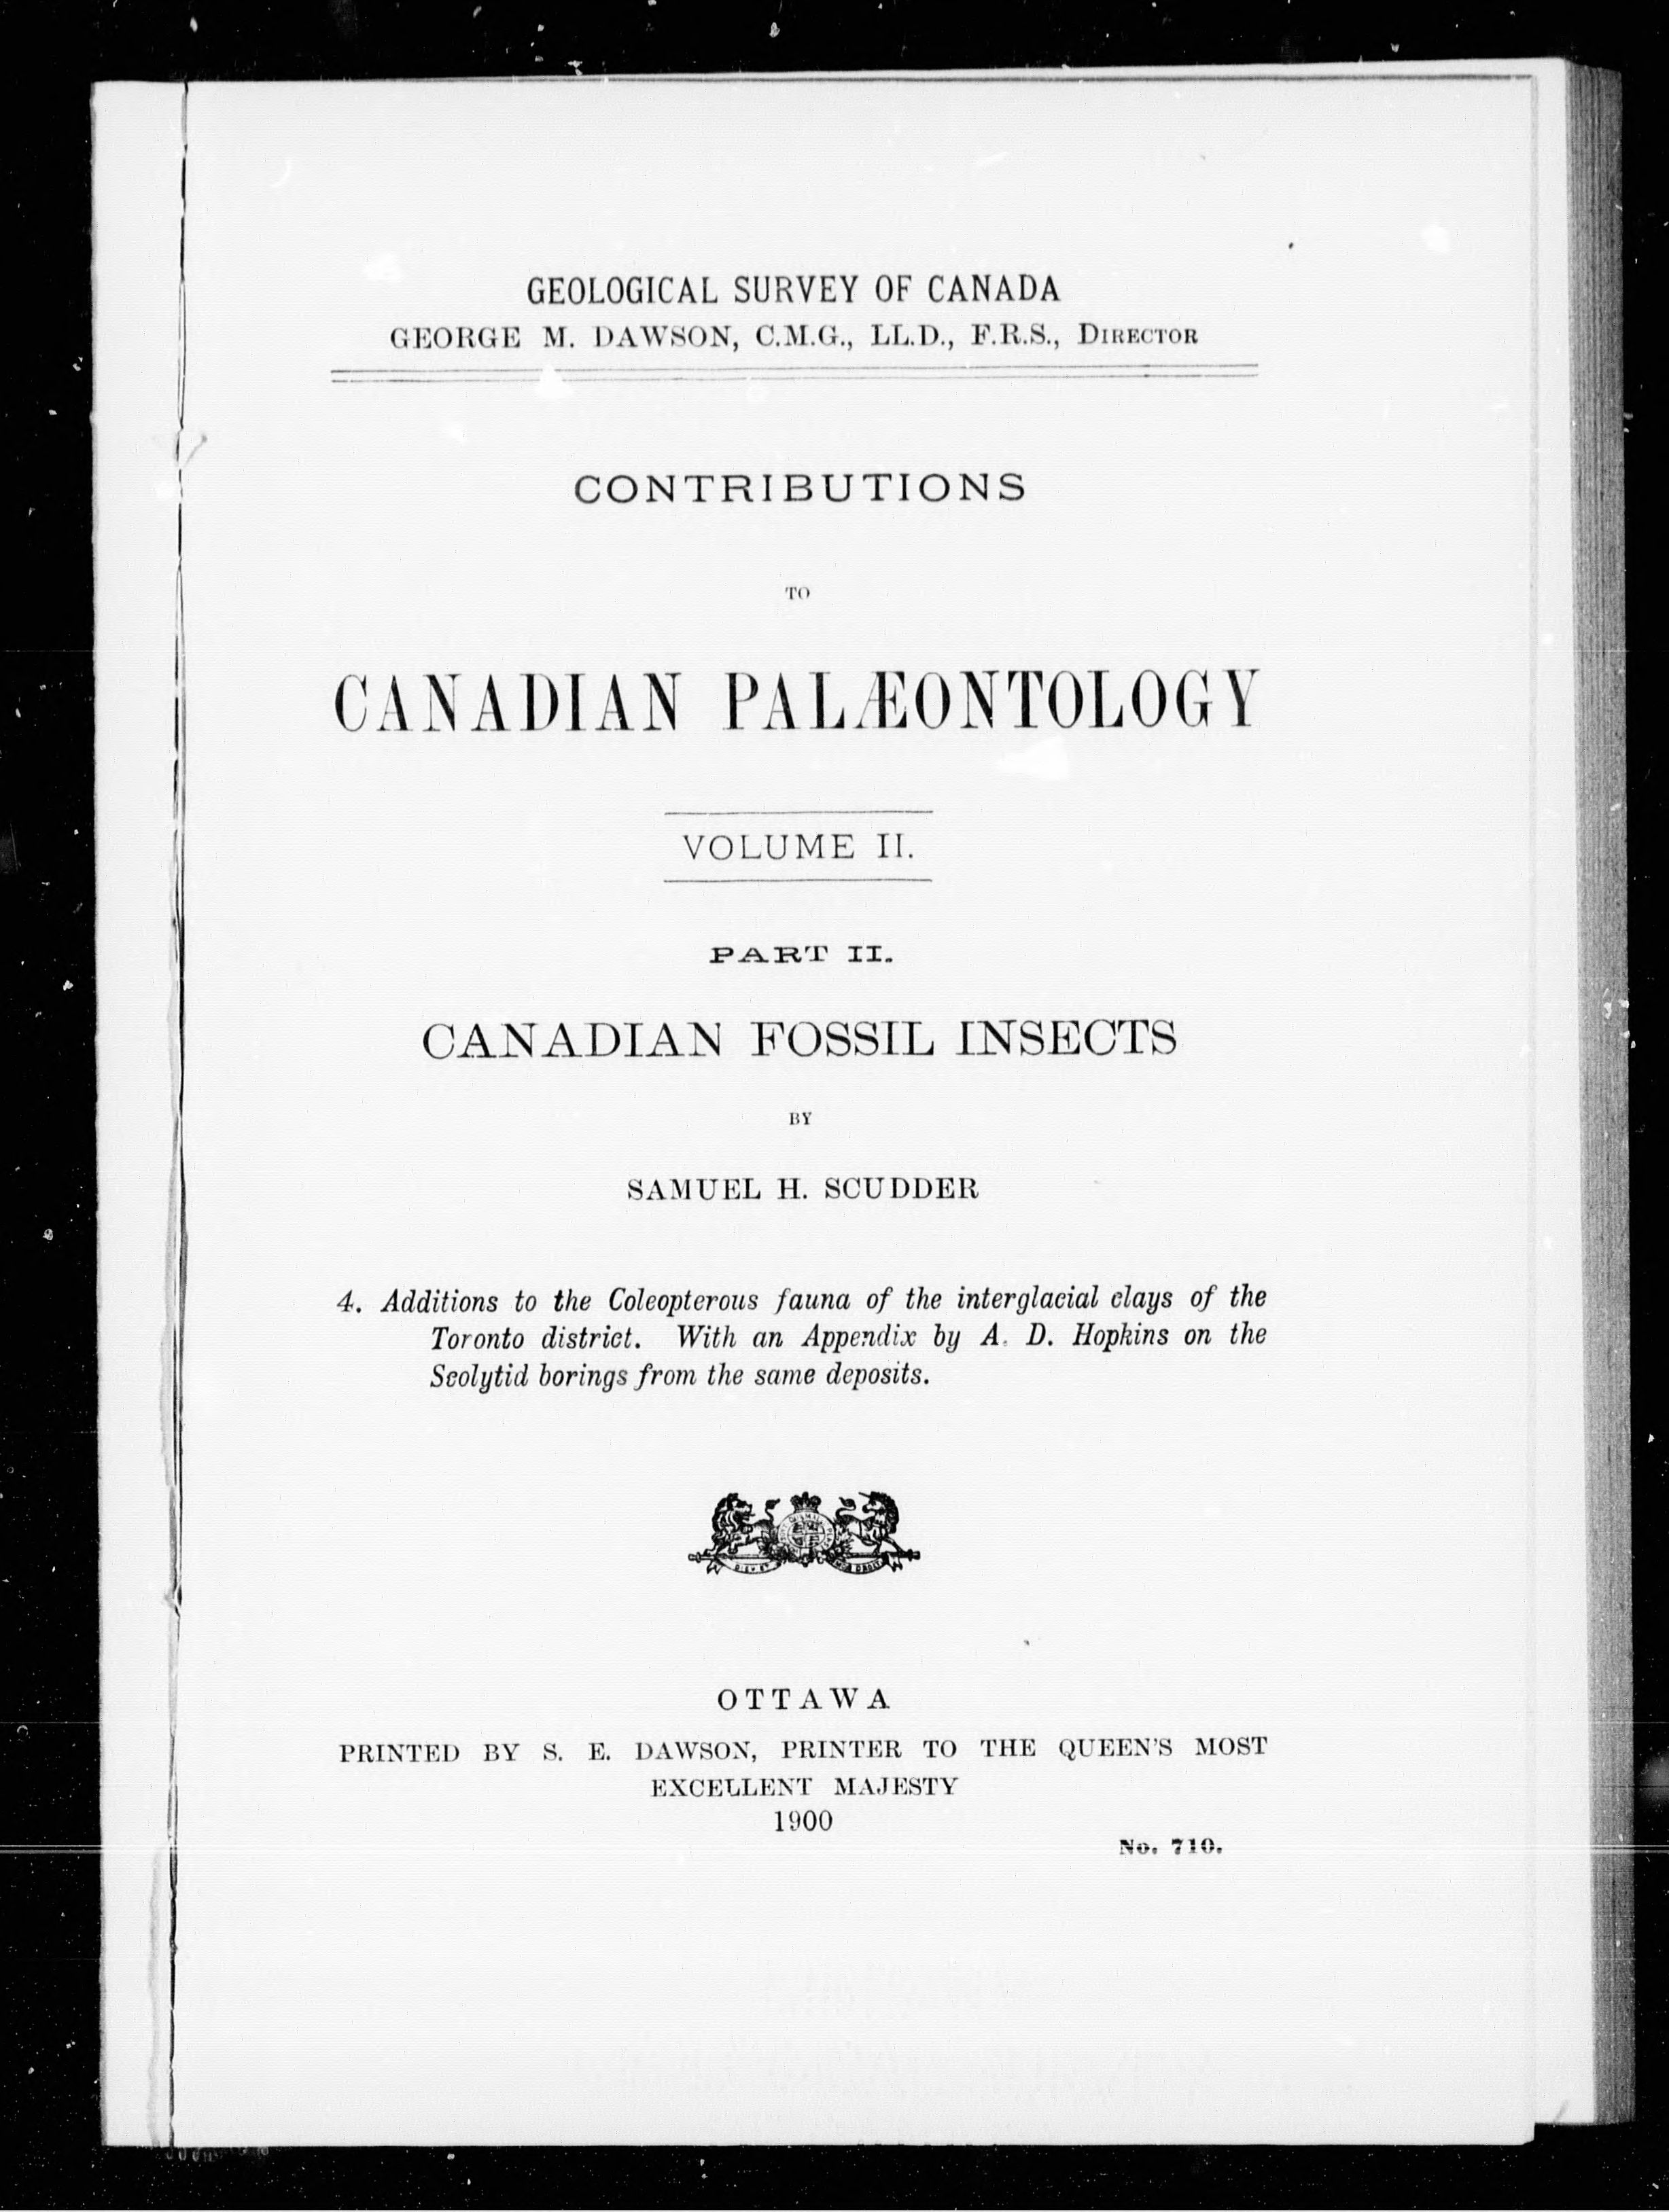 GEOLOGICAL SURVEY OF CANADA
GEORGE M. DAWSON, C.M.G., LL.D., F.R.S., DIRECTOR
CONTRIBUTIONS
TO
CANADIAN PALÆONTOLOGY
VOLUME II.
PART II.
CANADIAN FOSSIL INSECTS
BY
SAMUEL H. SCUDDER
4. Additions to the Coleopterous fauna of the interglacial clays of the
Toronto district. With an Appendix by A. D. Hopkins on the
Scolytid borings from the same deposits.
OTTAWA
PRINTED BY S. E. DAWSON, PRINTER TO THE QUEEN'S MOST
EXCELLENT MAJESTY
1900
No. 710.